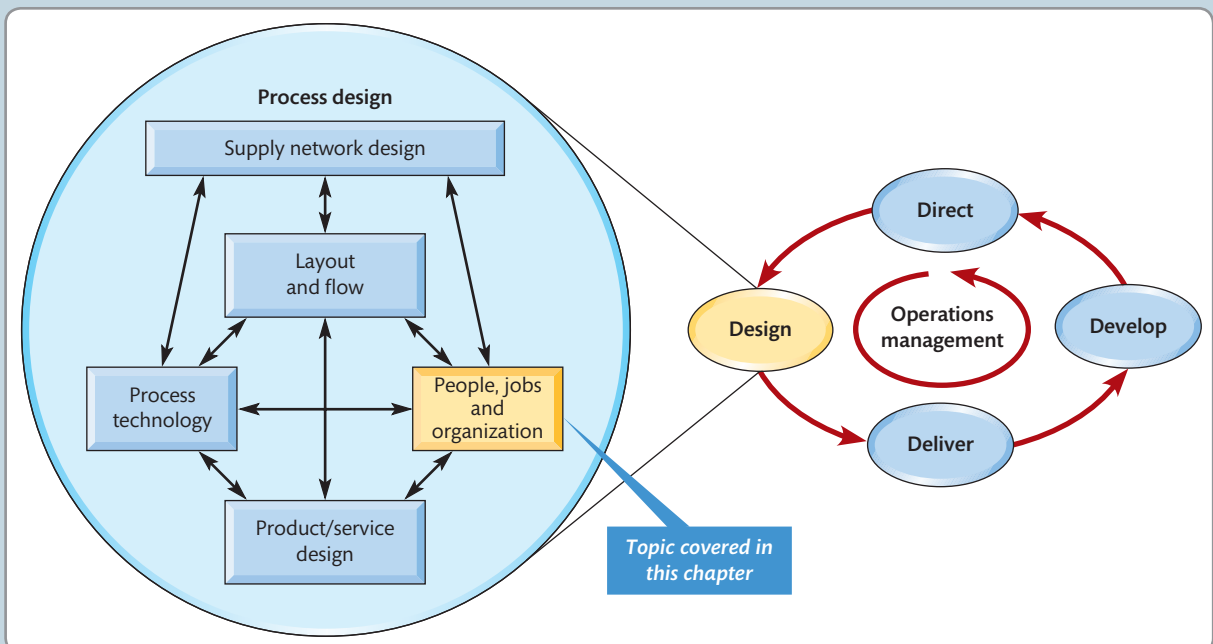 Process design
Supply network design
Layout
and flow
Process
technology
People, jobs
and
organization
Product/service
design
Topic covered in
this chapter
Direct
Design
Operations
management
Develop
Deliver